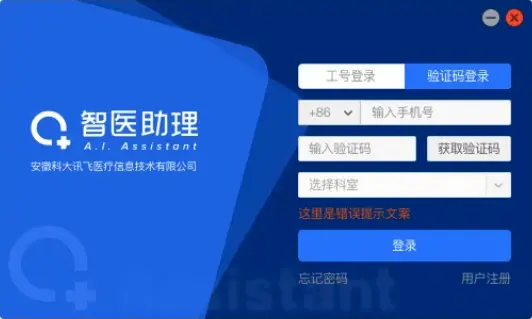 智医助理
A.I. Assistant
安徽科大讯飞医疗信息技术有限公司
工号登录 验证码登录
+86 输入手机号
输入验证码 获取验证码
选择科室
这里是错误提示文案
登录
忘记密码 用户注册
Assistant